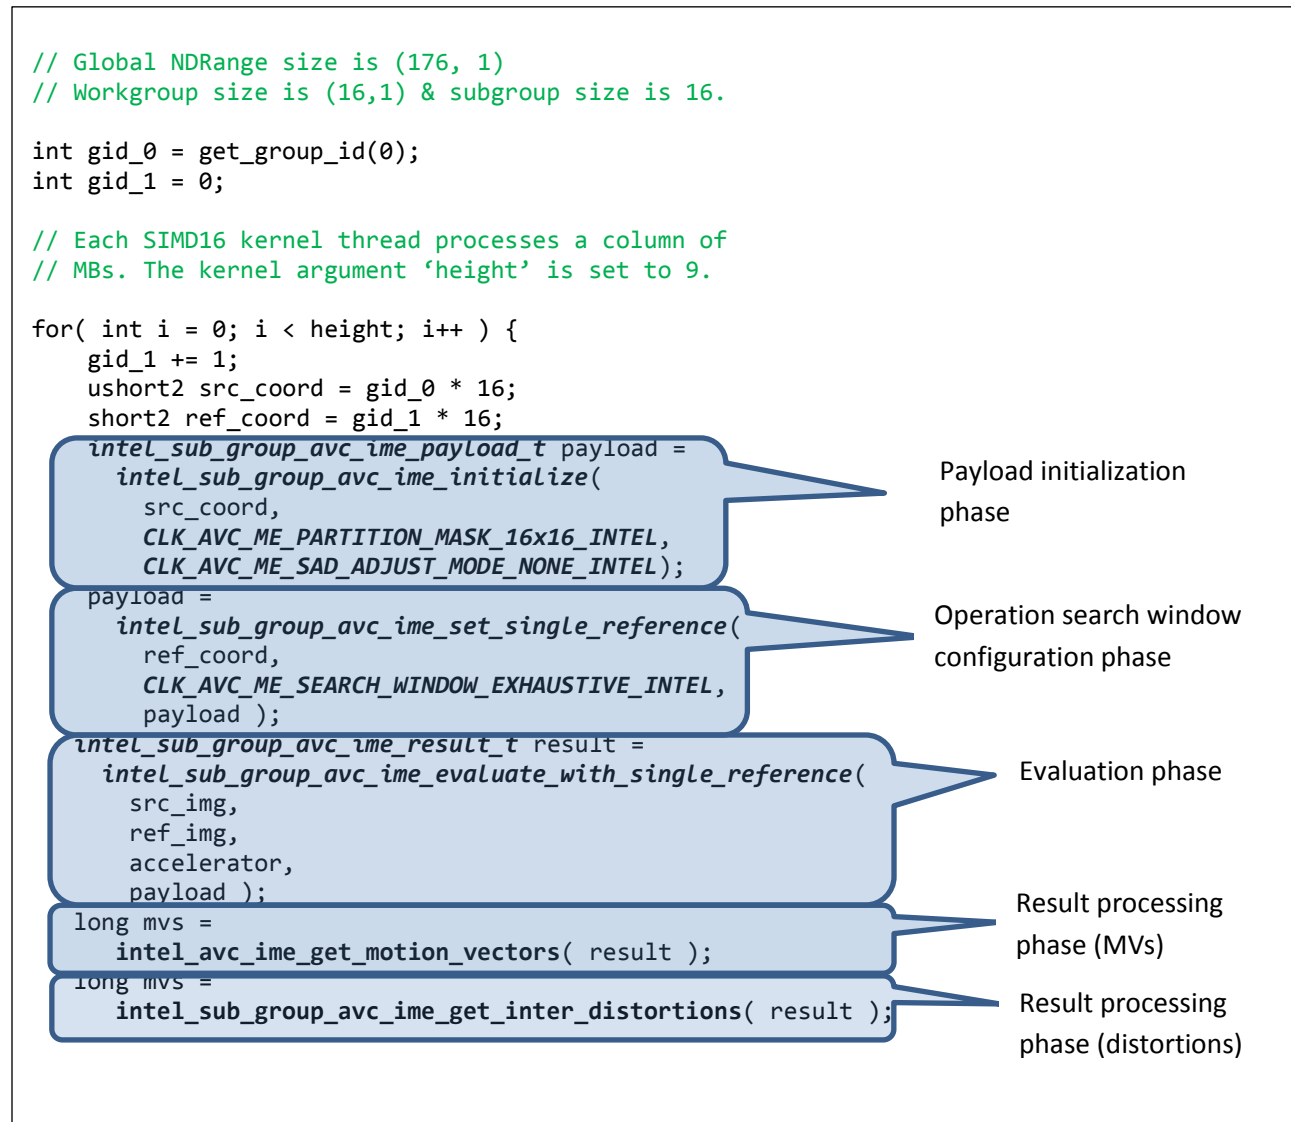 // Global NDRange size is (176, 1)
// Workgroup size is (16,1) & subgroup size is 16.
int gid_0 = get_group_id(0);
int gid_1 = 0;
// Each SIMD16 kernel thread processes a column of
// MBs. The kernel argument ‘height’ is set to 9.
for( int i = 0; i < height; i++ ) {
gid_1 += 1;
ushort2 src_coord = gid_0 * 16;
short2 ref_coord = gid_1 * 16;
intel_sub_group_avc_ime_payload_t payload =
intel_sub_group_avc_ime_initialize(
src_coord,
CLK_AVC_ME_PARTITION_MASK_16x16_INTEL,
CLK_AVC_ME_SAD_ADJUST_MODE_NONE_INTEL);
Payload initialization
phase
payload =
intel_sub_group_avc_ime_set_single_reference(
ref_coord,
CLK_AVC_ME_SEARCH_WINDOW_EXHAUSTIVE_INTEL,
payload );
Operation search window
configuration phase
intel_sub_group_avc_ime_result_t result =
intel_sub_group_avc_ime_evaluate_with_single_reference(
src_img,
ref_img,
accelerator,
payload );
Evaluation phase
long mvs =
intel_avc_ime_get_motion_vectors( result );
Result processing
phase (MVs)
long mvs =
intel_sub_group_avc_ime_get_inter_distortions( result );
Result processing
phase (distortions)